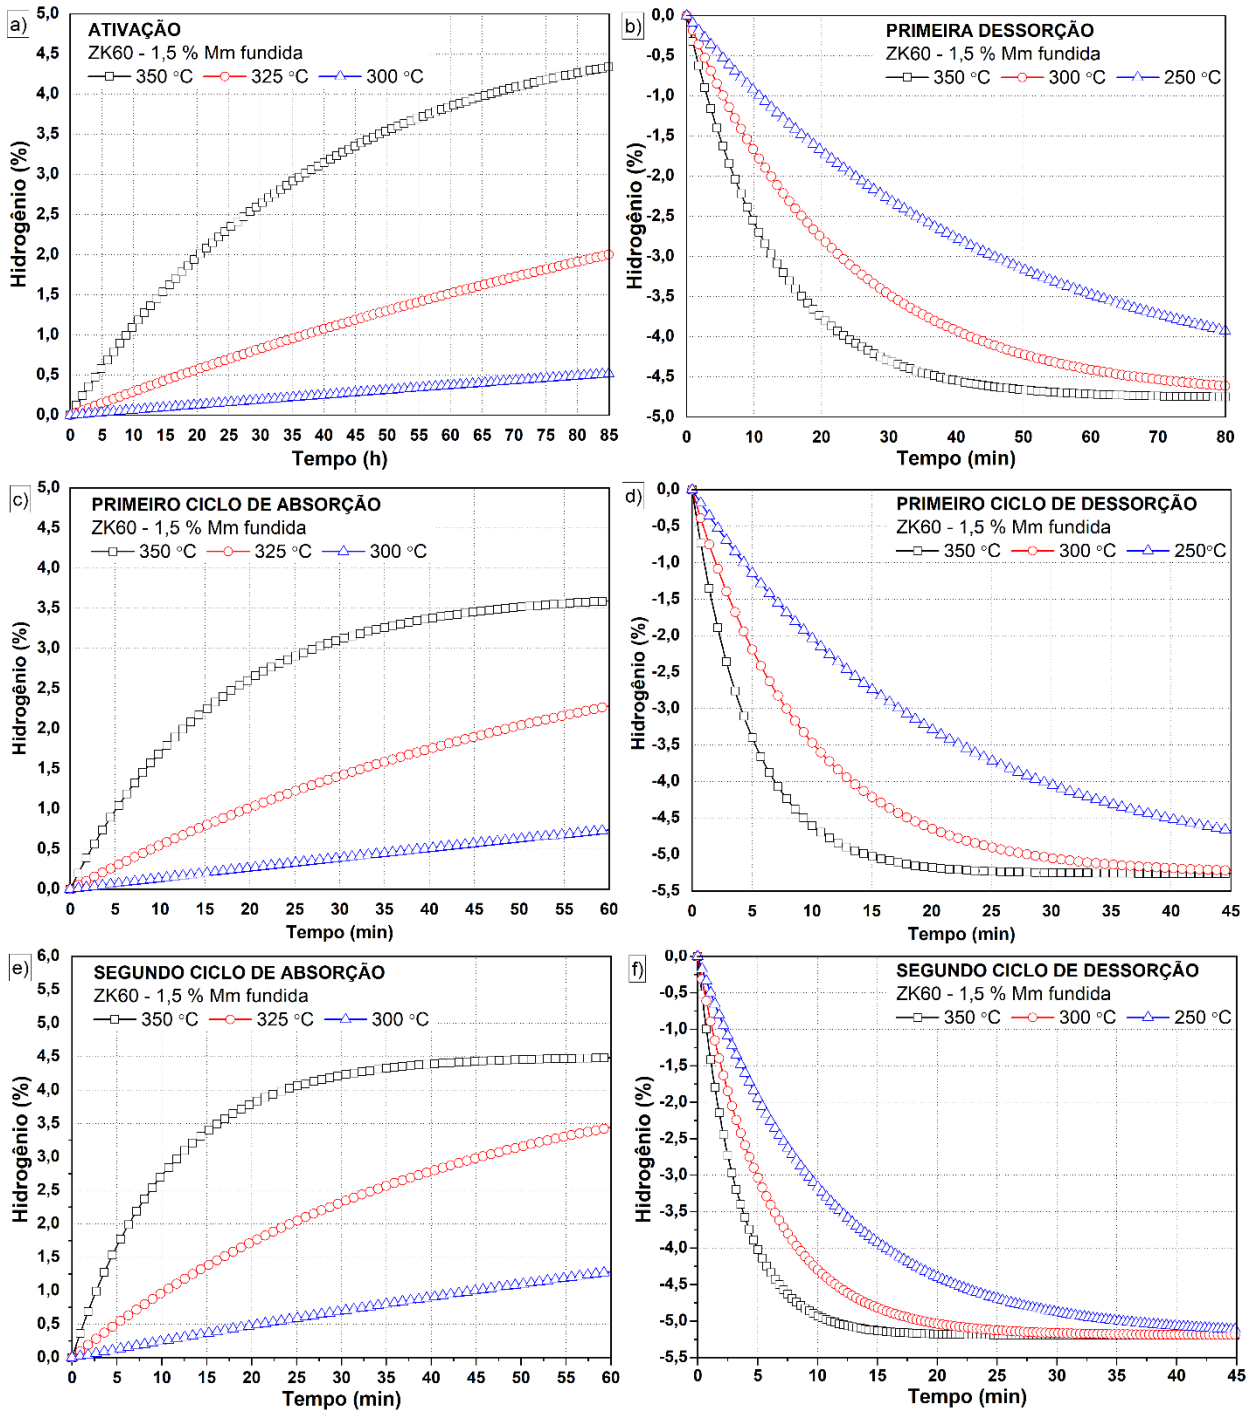 a)
ATIVAÇÃO
ZK60 - 1,5 % Mm fundida
350 °C 325 °C 300 °C
Hidrogênio (%)
5,0
4,5
4,0
3,5
3,0
2,5
2,0
1,5
1,0
0,5
0,0
0 5 10 15 20 25 30 35 40 45 50 55 60 65 70 75 80 85
Tempo (h)
b)
PRIMEIRA DESSORÇÃO
ZK60 - 1,5 % Mm fundida
350 °C 300 °C 250 °C
Hidrogênio (%)
0,0
-0,5
-1,0
-1,5
-2,0
-2,5
-3,0
-3,5
-4,0
-4,5
-5,0
0 10 20 30 40 50 60 70 80
Tempo (min)
c)
PRIMEIRO CICLO DE ABSORÇÃO
ZK60 - 1,5 % Mm fundida
350 °C 325 °C 300 °C
Hidrogênio (%)
5,0
4,5
4,0
3,5
3,0
2,5
2,0
1,5
1,0
0,5
0,0
0 5 10 15 20 25 30 35 40 45 50 55 60
Tempo (min)
d)
PRIMEIRO CICLO DE DESSORÇÃO
ZK60 - 1,5 % Mm fundida
350 °C 300 °C 250°C
Hidrogênio (%)
0,0
-0,5
-1,0
-1,5
-2,0
-2,5
-3,0
-3,5
-4,0
-4,5
-5,0
-5,5
0 5 10 15 20 25 30 35 40 45
Tempo (min)
e)
SEGUNDO CICLO DE ABSORÇÃO
ZK60 - 1,5 % Mm fundida
350 °C 325 °C 300 °C
Hidrogênio (%)
6,0
5,5
5,0
4,5
4,0
3,5
3,0
2,5
2,0
1,5
1,0
0,5
0,0
0 5 10 15 20 25 30 35 40 45 50 55 60
Tempo (min)
f)
SEGUNDO CICLO DE DESSORÇÃO
ZK60 - 1,5 % Mm fundida
350 °C 300 °C 250 °C
Hidrogênio (%)
0,0
-0,5
-1,0
-1,5
-2,0
-2,5
-3,0
-3,5
-4,0
-4,5
-5,0
-5,5
0 5 10 15 20 25 30 35 40 45
Tempo (min)